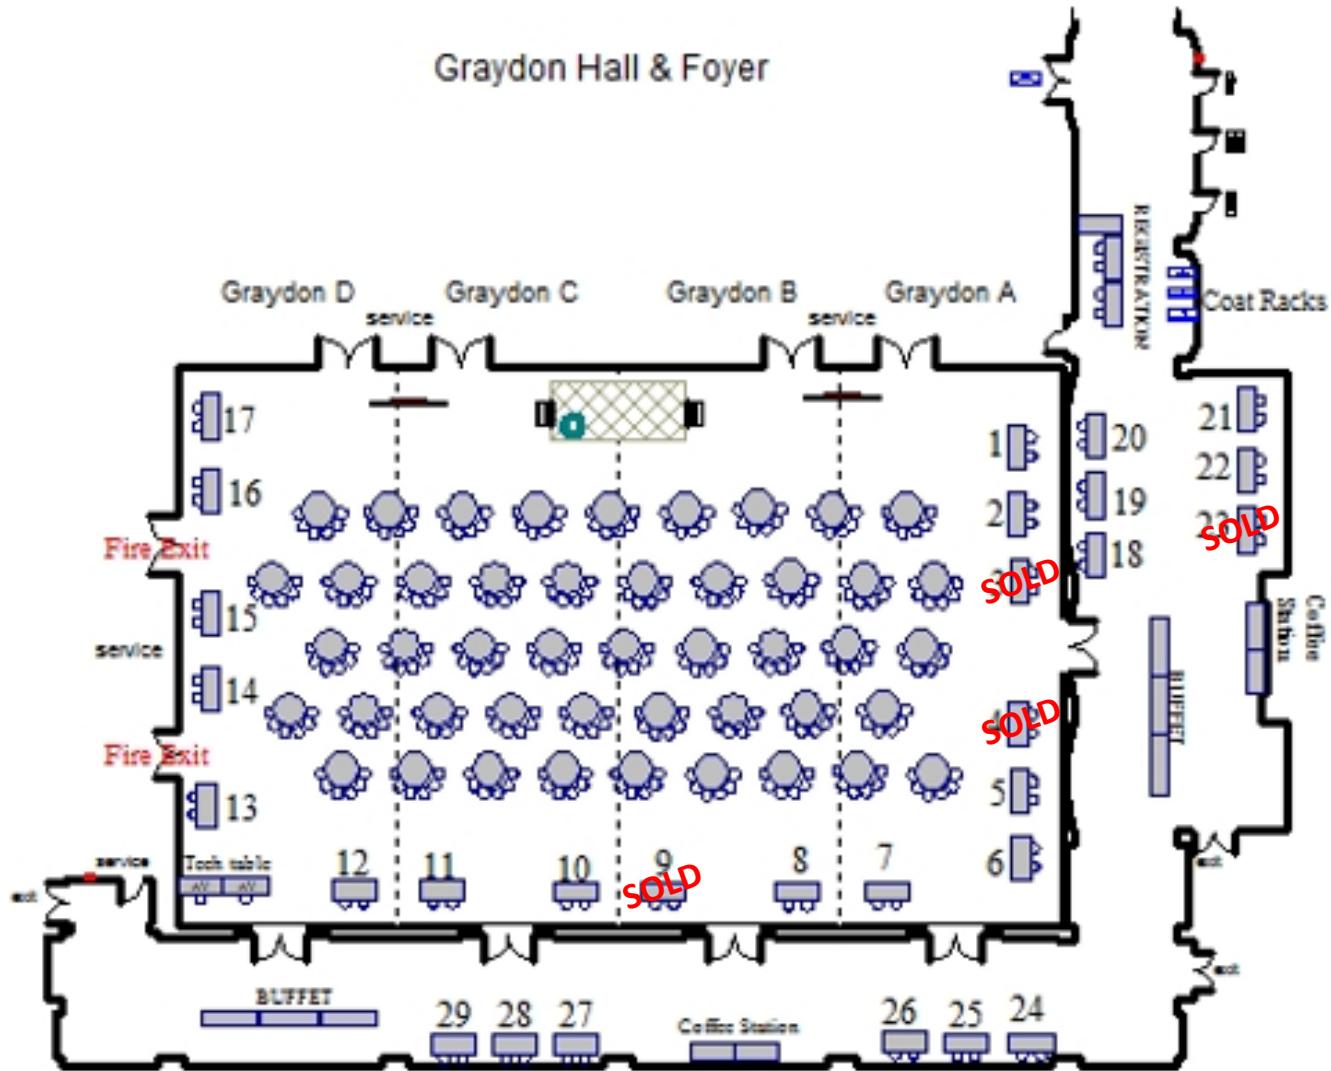 Graydon Hall & Foyer
REGISTRATION
Coat Racks
Graydon D
Graydon C
Graydon B
Graydon A
service
service
17
16
Fire Exit
15
service
14
Fire Exit
13
1
2
SOLD
SOLD
5
6
20
19
18
21
22
23
SOLD
Coffee
Station
BUFFET
exit
exit
service
exit
Tech table
12
11
10
9
SOLD
8
7
BUFFET
29
28
27
Coffee Station
26
25
24